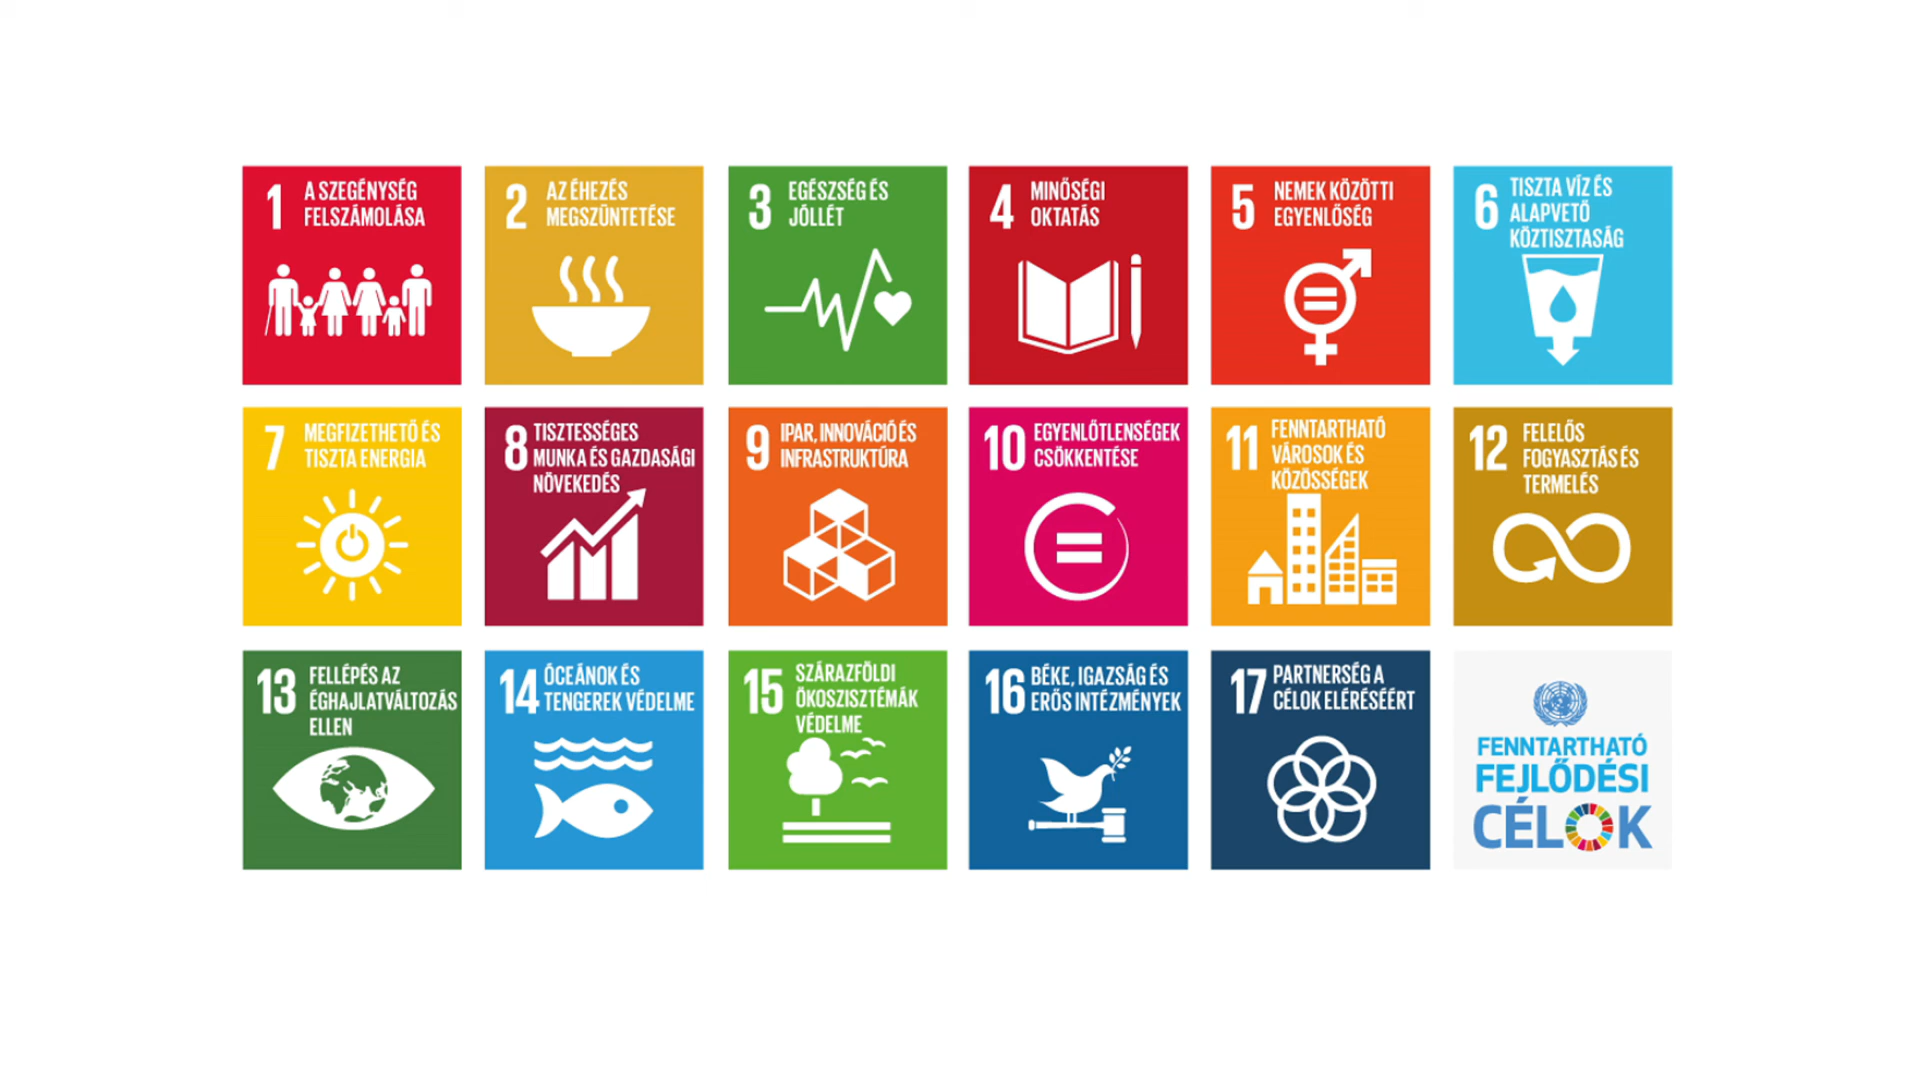 1 A SZEGÉNYSÉG
FELSZÁMOLÁSA
2 AZ ÉHEZÉS
MEGSZÜNTETÉSE
3 EGÉSZSÉG ÉS
JÓLLÉT
4 MINŐSÉGI
OKTATÁS
5 NEMEK KÖZÖTTI
EGYENLŐSÉG
6 TISZTA VÍZ ÉS
ALAPVETŐ
KÖZTISZTASÁG
7 MEGFIZETHETŐ ÉS
TISZTA ENERGIA
8 TISZTESSÉGES
MUNKA ÉS GAZDASÁGI
NÖVEKEDÉS
9 IPAR, INNOVÁCIÓ ÉS
INFRASTRUKTÚRA
10 EGYENLŐTLENSÉGEK
CSÖKKENTÉSE
11 FENNTARTHATÓ
VÁROSOK ÉS
KÖZÖSSÉGEK
12 FELELŐS
FOGYASZTÁS ÉS
TERMELÉS
13 FELLÉPÉS AZ
ÉGHAJLATVÁLTOZÁS
ELLEN
14 ÓCEÁNOK ÉS
TENGEREK VÉDELME
15 SZÁRAZFÖLDI
ÖKOSZISZTÉMÁK
VÉDELME
16 BÉKE, IGAZSÁG ÉS
ERŐS INTÉZMÉNYEK
17 PARTNERSÉG A
CÉLOK ELÉRÉSÉÉRT
FENNTARTHATÓ
FEJLŐDÉSI
CÉLOK